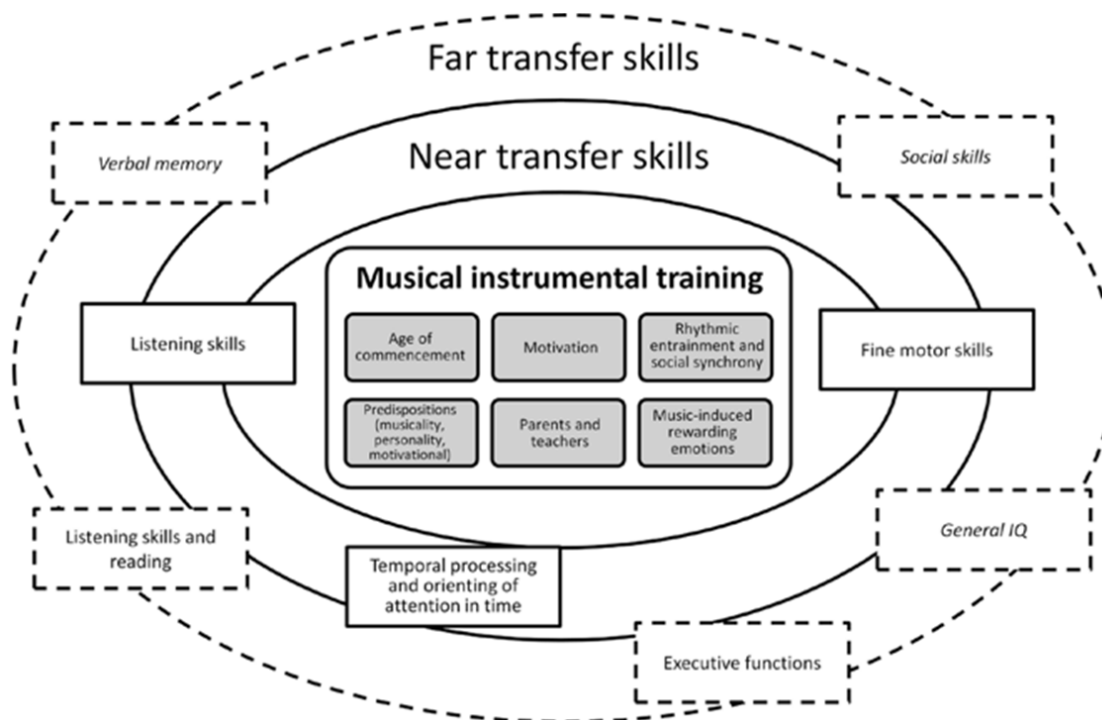 Far transfer skills
Verbal memory
Social skills
Near transfer skills
Musical instrumental training
Age of
commencement
Motivation
Rhythmic
entrainment and
social synchrony
Listening skills
Fine motor skills
Predispositions
(musicality,
personality,
motivational)
Parents and
teachers
Music-induced
rewarding
emotions
Listening skills and
reading
Temporal processing
and orienting of
attention in time
General IQ
Executive functions